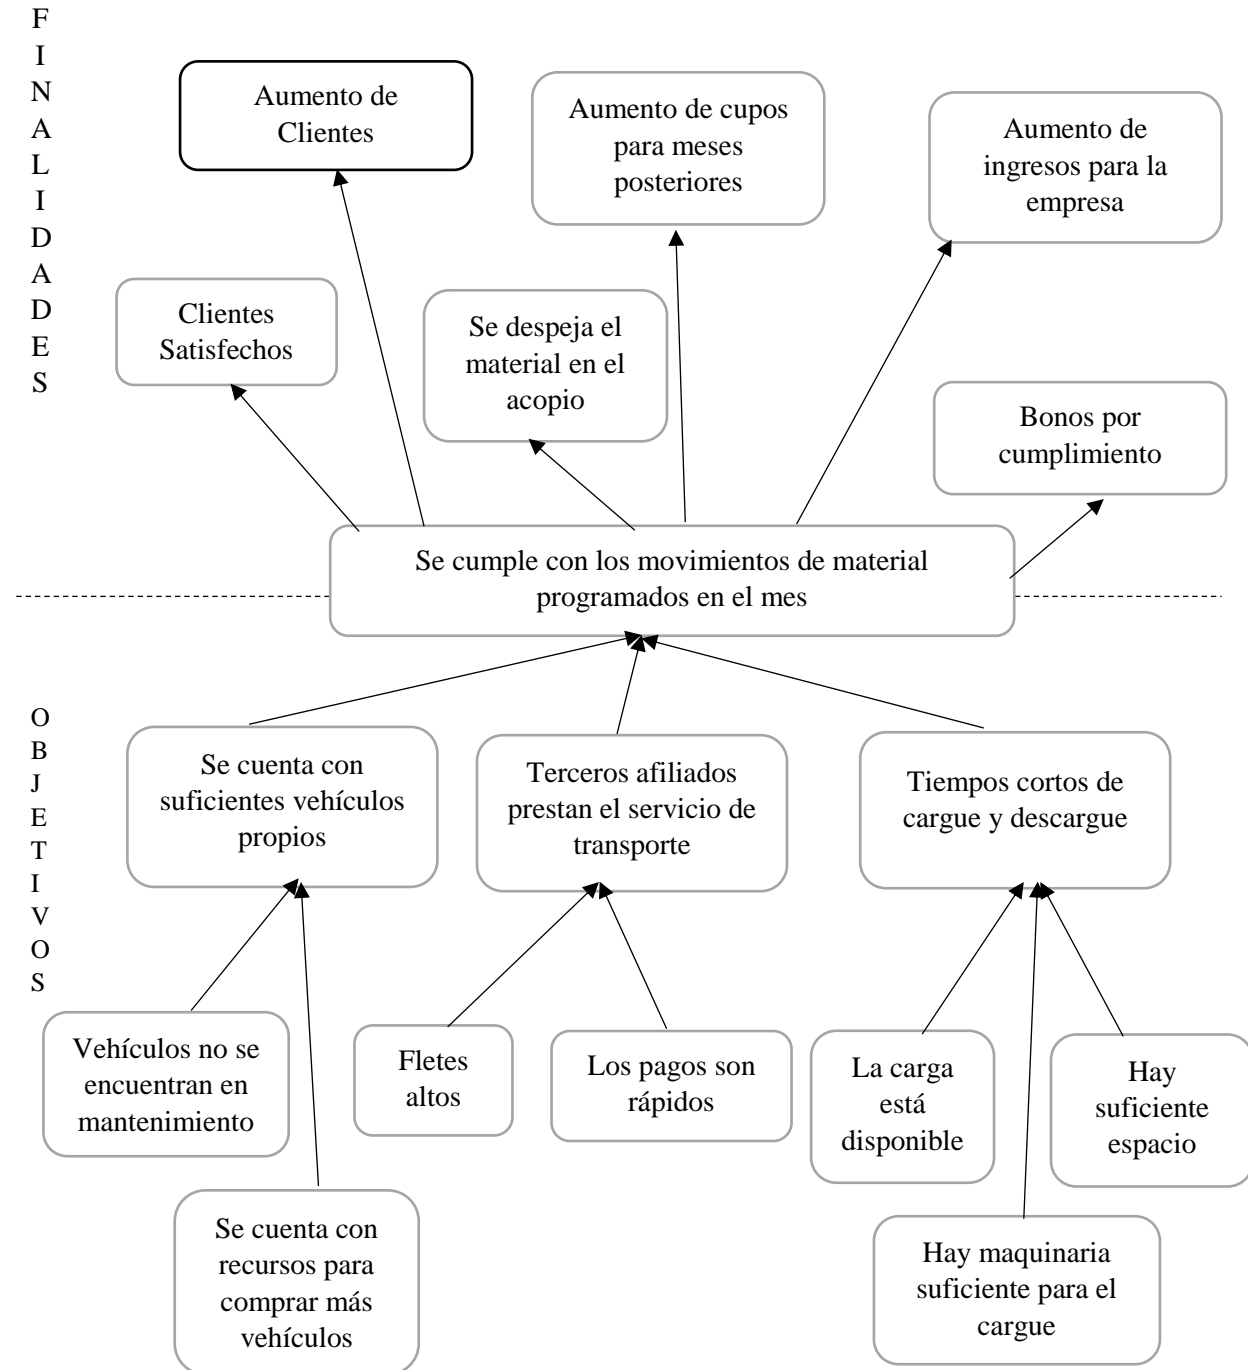 F
I
N
A
L
I
D
A
D
E
S
Aumento de
Clientes
Aumento de cupos
para meses
posteriores
Aumento de
ingresos para la
empresa
Clientes
Satisfechos
Se despeja el
material en el
acopio
Bonos por
cumplimiento
Se cumple con los movimientos de material
programados en el mes
O
B
J
E
T
I
V
O
S
Se cuenta con
suficientes vehículos
propios
Terceros afiliados
prestan el servicio de
transporte
Tiempos cortos de
cargue y descargue
Vehículos no se
encuentran en
mantenimiento
Fletes
altos
Los pagos son
rápidos
La carga
está
disponible
Hay
suficiente
espacio
Se cuenta con
recursos para
comprar más
vehículos
Hay maquinaria
suficiente para el
cargue